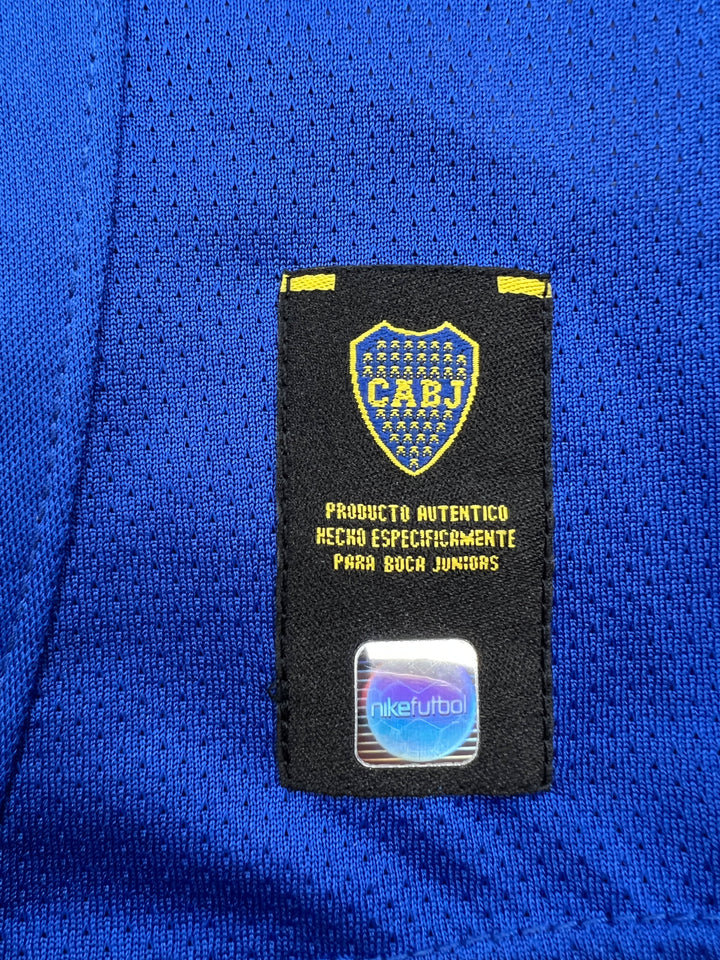 CABJ
PRODUCTO AUTENTICO
HECHO ESPECIFICAMENTE
PARA BOCA JUNIORS
nikefutbol